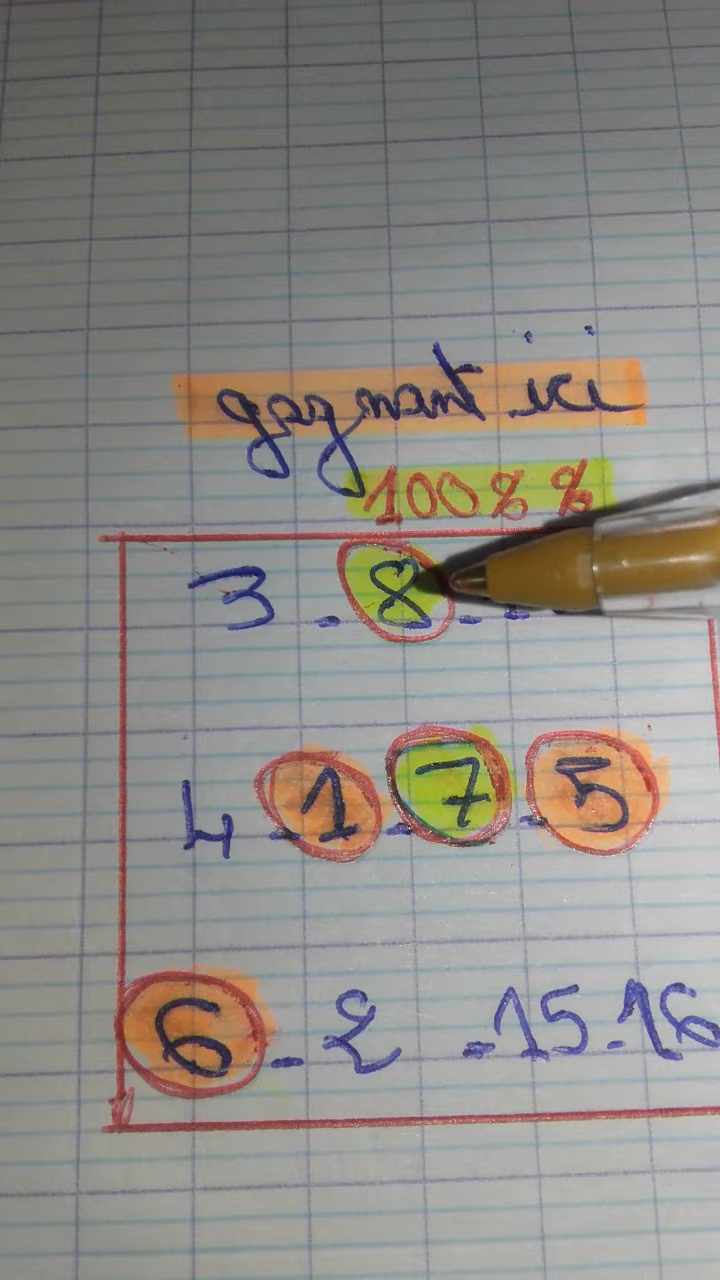 gagnant ici
100%%
3 - 8 - -
4 - 1 - 7 - 5
6 - 2 - 15 - 16